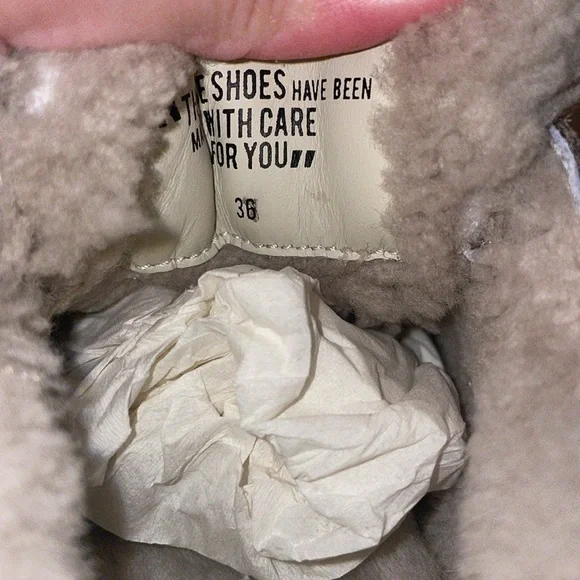 THE SHOES HAVE BEEN
WITH CARE
FOR YOU"
36